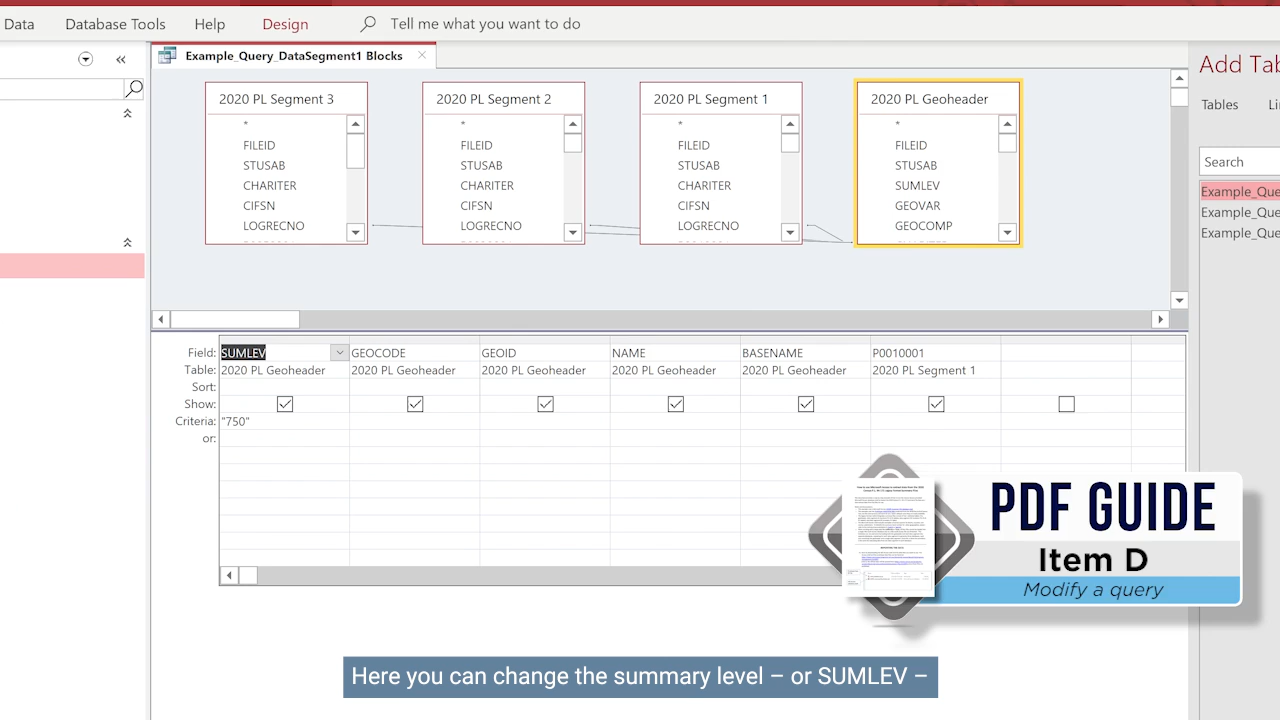 Data Database Tools Help Design Tell me what you want to do
Example_Query_DataSegment1 Blocks
Add Tab
Tables Li
Search
Example_Que
Example_Que
Example_Que
2020 PL Segment 3
*
FILEID
STUSAB
CHARITER
CIFSN
LOGRECNO
2020 PL Segment 2
*
FILEID
STUSAB
CHARITER
CIFSN
LOGRECNO
2020 PL Segment 1
*
FILEID
STUSAB
CHARITER
CIFSN
LOGRECNO
2020 PL Geoheader
*
FILEID
STUSAB
SUMLEV
GEOVAR
GEOCOMP
Field: SUMLEV GEOCODE GEOID NAME BASENAME P0010001
Table: 2020 PL Geoheader 2020 PL Geoheader 2020 PL Geoheader 2020 PL Geoheader 2020 PL Geoheader 2020 PL Segment 1
Sort:
Show:
Criteria: "750"
or:
PDF GUIDE
Item D
Modify a query
Here you can change the summary level – or SUMLEV –